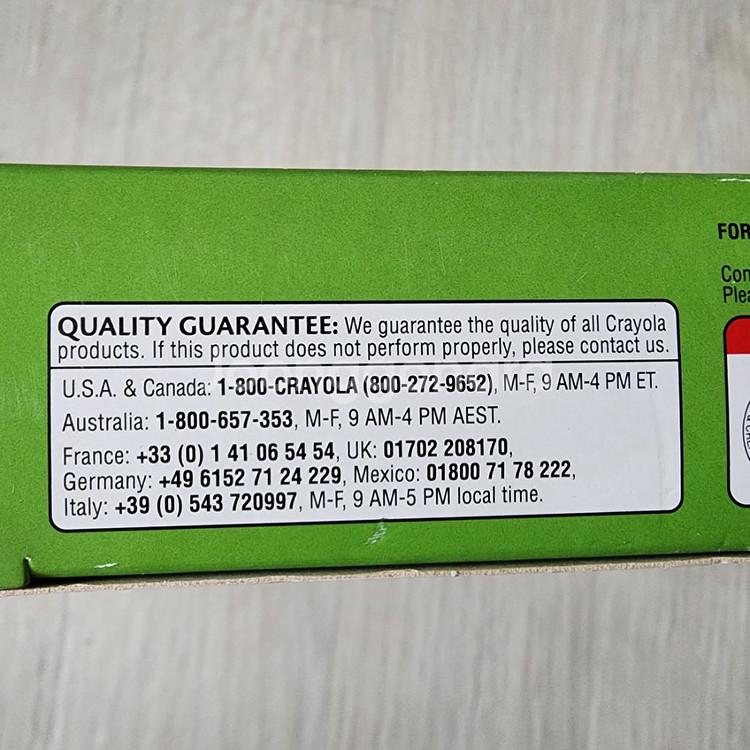 QUALITY GUARANTEE: We guarantee the quality of all Crayola
products. If this product does not perform properly, please contact us.
U.S.A. & Canada: 1-800-CRAYOLA (800-272-9652), M-F, 9 AM-4 PM ET.
Australia: 1-800-657-353, M-F, 9 AM-4 PM AEST.
France: +33 (0) 1 41 06 54 54, UK: 01702 208170,
Germany: +49 6152 71 24 229, Mexico: 01800 71 78 222,
Italy: +39 (0) 543 720997, M-F, 9 AM-5 PM local time.
FOR